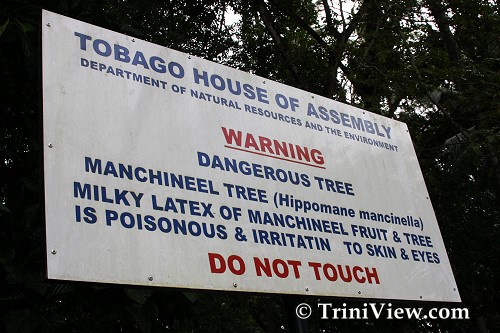 TOBAGO HOUSE OF ASSEMBLY
DEPARTMENT OF NATURAL RESOURCES AND THE ENVIRONMENT
WARNING
DANGEROUS TREE
MANCHINEEL TREE (Hippomane mancinella)
MILKY LATEX OF MANCHINEEL FRUIT & TREE
IS POISONOUS & IRRITATIN TO SKIN & EYES
DO NOT TOUCH
© TriniView.com